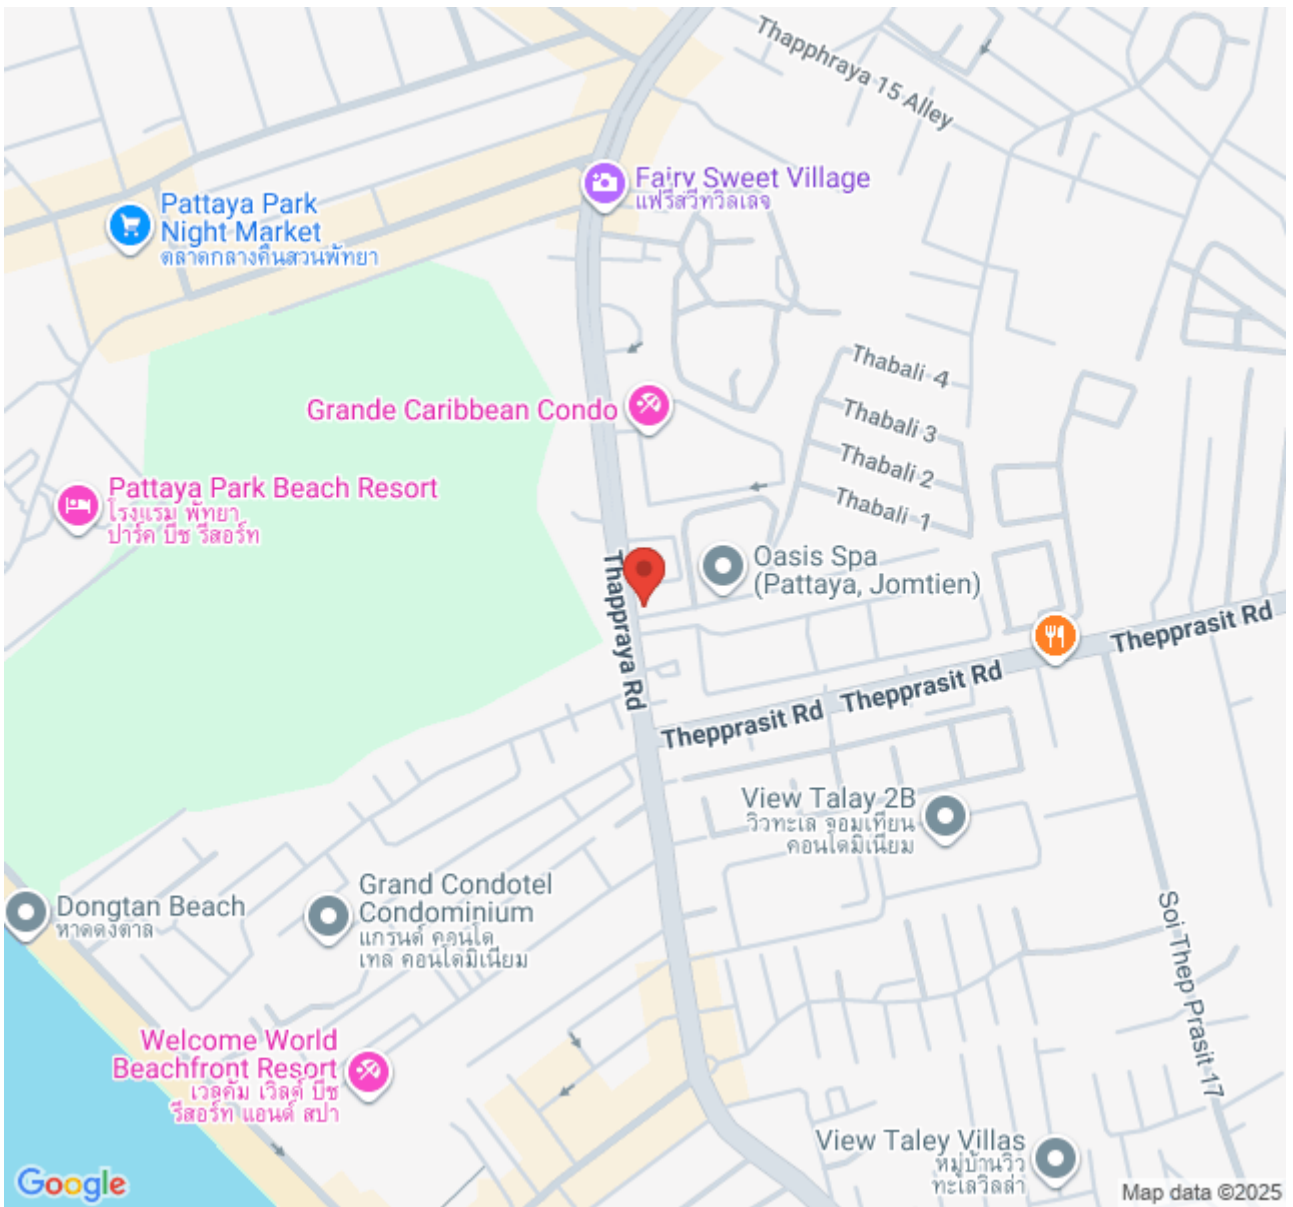 Thapphraya 15 Alley
Fairy Sweet Village
แฟรีสวีทวิลเลจ
Pattaya Park
Night Market
ตลาดกลางคืนสวนพัทยา
Thabali 4
Grande Caribbean Condo
Thabali 3
Thabali 2
Pattaya Park Beach Resort
โรงแรม พัทยา
ปาร์ค บีช รีสอร์ท
Thabali 1
Oasis Spa
(Pattaya, Jomtien)
Thappraya Rd
Thepprasit Rd
Thepprasit Rd
Thepprasit Rd
View Talay 2B
วิวทะเล จอมเทียน
คอนโดมิเนียม
Grand Condotel
Condominium
แกรนด์ คอนโด
เทล คอนโดมิเนียม
Dongtan Beach
หาดดงตาล
Soi Thep Prasit 17
Welcome World
Beachfront Resort
เวลคัม เวิลด์ บีช
รีสอร์ท แอนด์ สปา
View Taley Villas
หมู่บ้านวิว
ทะเลวิลล่า
Google
Map data ©2025